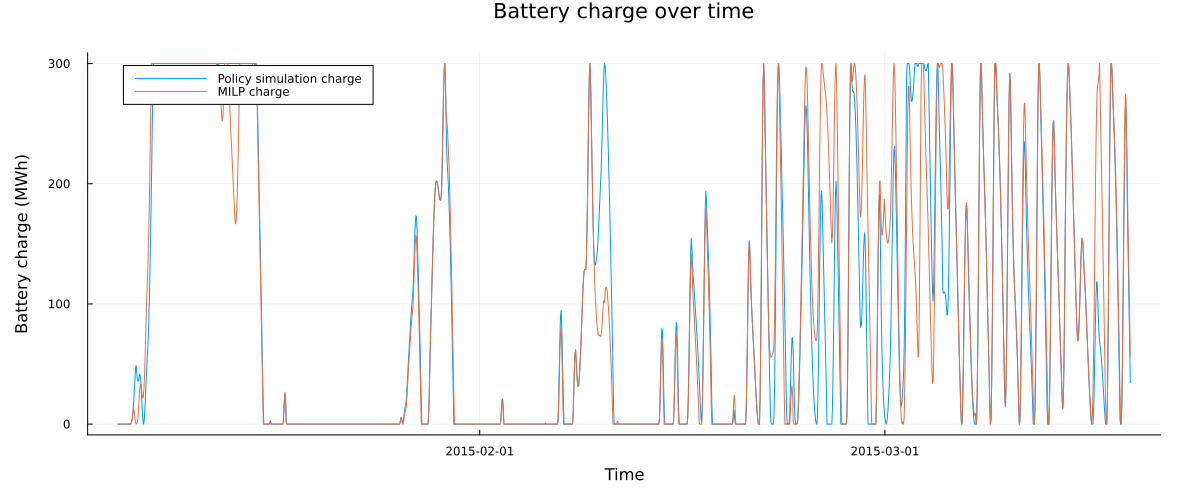 Battery charge over time
Policy simulation charge
MILP charge
Battery charge (MWh)
300
200
100
0
2015-02-01
2015-03-01
Time